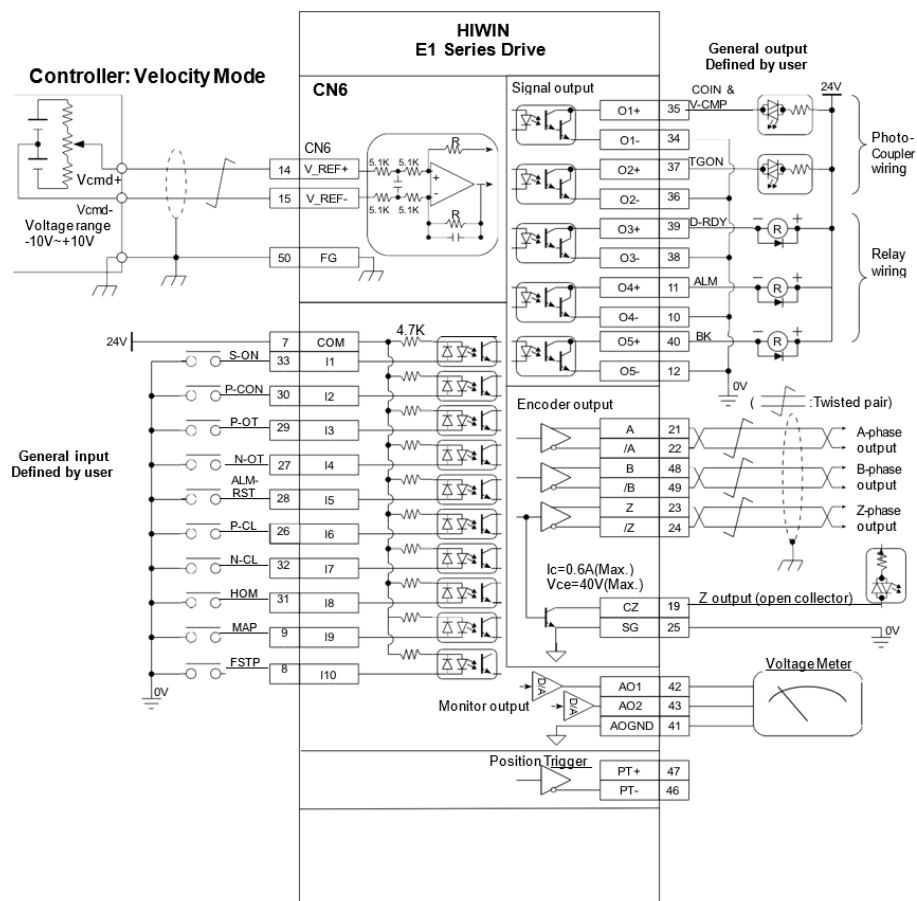 HIWIN
E1 Series Drive
Controller: Velocity Mode
CN6
CN6
14 V_REF+
15 V_REF-
50 FG
5.1K 5.1K
5.1K 5.1K
R
R
Vcmd+
Vcmd-
Voltage range
-10V~+10V
24V
7 COM
4.7K
S-ON 33 I1
P-CON 30 I2
P-OT 29 I3
N-OT 27 I4
ALM-
RST 28 I5
P-CL 26 I6
N-CL 32 I7
HOM 31 I8
MAP 9 I9
FSTP 8 I10
0V
General input
Defined by user
Signal output
General output
Defined by user
COIN &
V-CMP
24V
O1+ 35
O1- 34
O2+ 37 TGON
O2- 36
O3+ 39 D-RDY
O3- 38
O4+ 11 ALM
O4- 10
O5+ 40 BK
O5- 12
R
R
R
Photo-
Coupler
wiring
Relay
wiring
0V
Encoder output
( :Twisted pair)
A 21
/A 22
B 48
/B 49
Z 23
/Z 24
A-phase
output
B-phase
output
Z-phase
output
Ic=0.6A(Max.)
Vce=40V(Max.)
CZ 19 Z output (open collector)
SG 25
0V
Monitor output
D/A
D/A
AO1 42
AO2 43
AOGND 41
Voltage Meter
Position Trigger
PT+ 47
PT- 46